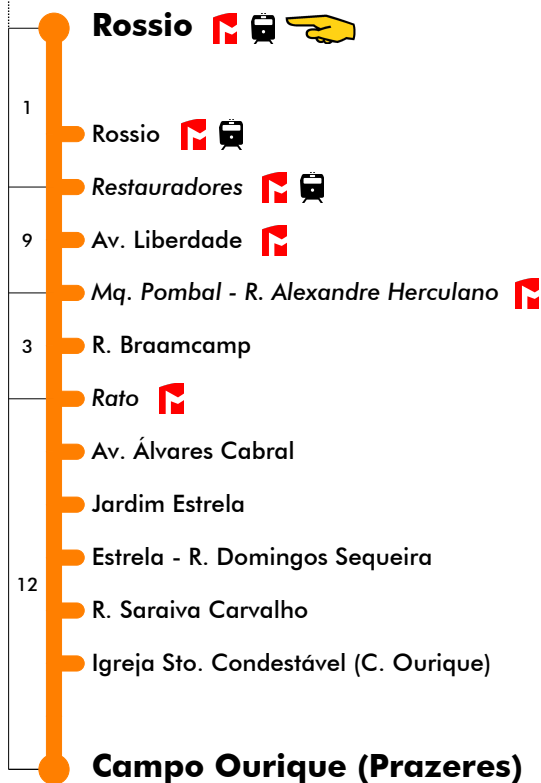 Rossio
1
Rossio
Restauradores
9
Av. Liberdade
Mq. Pombal - R. Alexandre Herculano
3
R. Braamcamp
Rato
Av. Álvares Cabral
Jardim Estrela
Estrela - R. Domingos Sequeira
12
R. Saraiva Carvalho
Igreja Sto. Condestável (C. Ourique)
Campo Ourique (Prazeres)